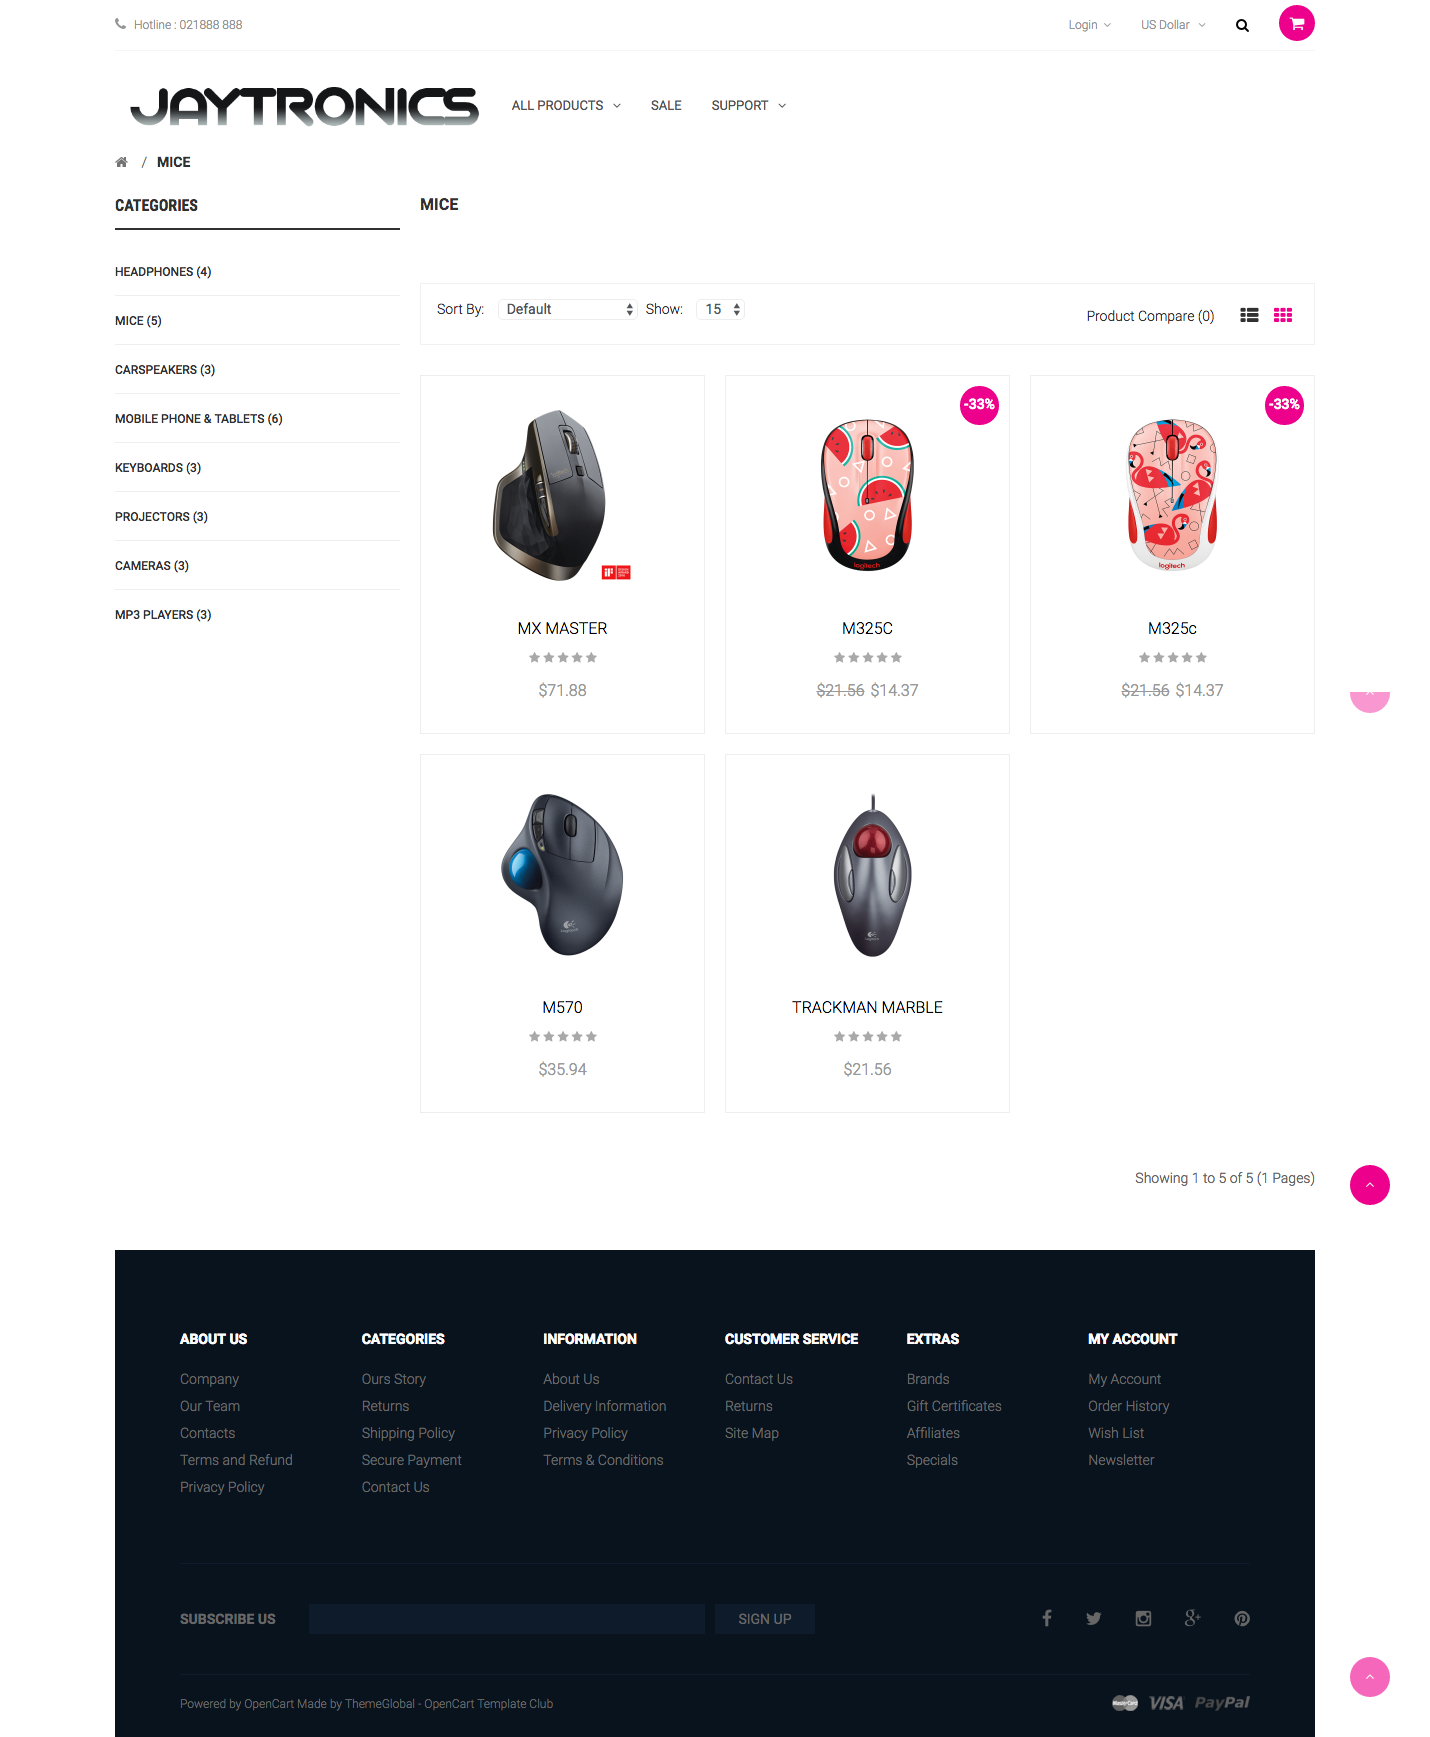 Hotline : 021888 888
Login
US Dollar
JAYTRONICS
ALL PRODUCTS
SALE
SUPPORT
/ MICE
CATEGORIES
HEADPHONES (4)
MICE (5)
CARSPEAKERS (3)
MOBILE PHONE & TABLETS (6)
KEYBOARDS (3)
PROJECTORS (3)
CAMERAS (3)
MP3 PLAYERS (3)
MICE
Sort By: Default Show: 15
Product Compare (0)
logitech
MX MASTER
$71.88
-33%
logitech
M325C
$21.56 $14.37
-33%
logitech
M325c
$21.56 $14.37
Logitech
M570
$35.94
Logitech
TRACKMAN MARBLE
$21.56
Showing 1 to 5 of 5 (1 Pages)
ABOUT US
Company
Our Team
Contacts
Terms and Refund
Privacy Policy
CATEGORIES
Ours Story
Returns
Shipping Policy
Secure Payment
Contact Us
INFORMATION
About Us
Delivery Information
Privacy Policy
Terms & Conditions
CUSTOMER SERVICE
Contact Us
Returns
Site Map
EXTRAS
Brands
Gift Certificates
Affiliates
Specials
MY ACCOUNT
My Account
Order History
Wish List
Newsletter
SUBSCRIBE US
SIGN UP
Powered by OpenCart Made by ThemeGlobal - OpenCart Template Club
MasterCard VISA PayPal